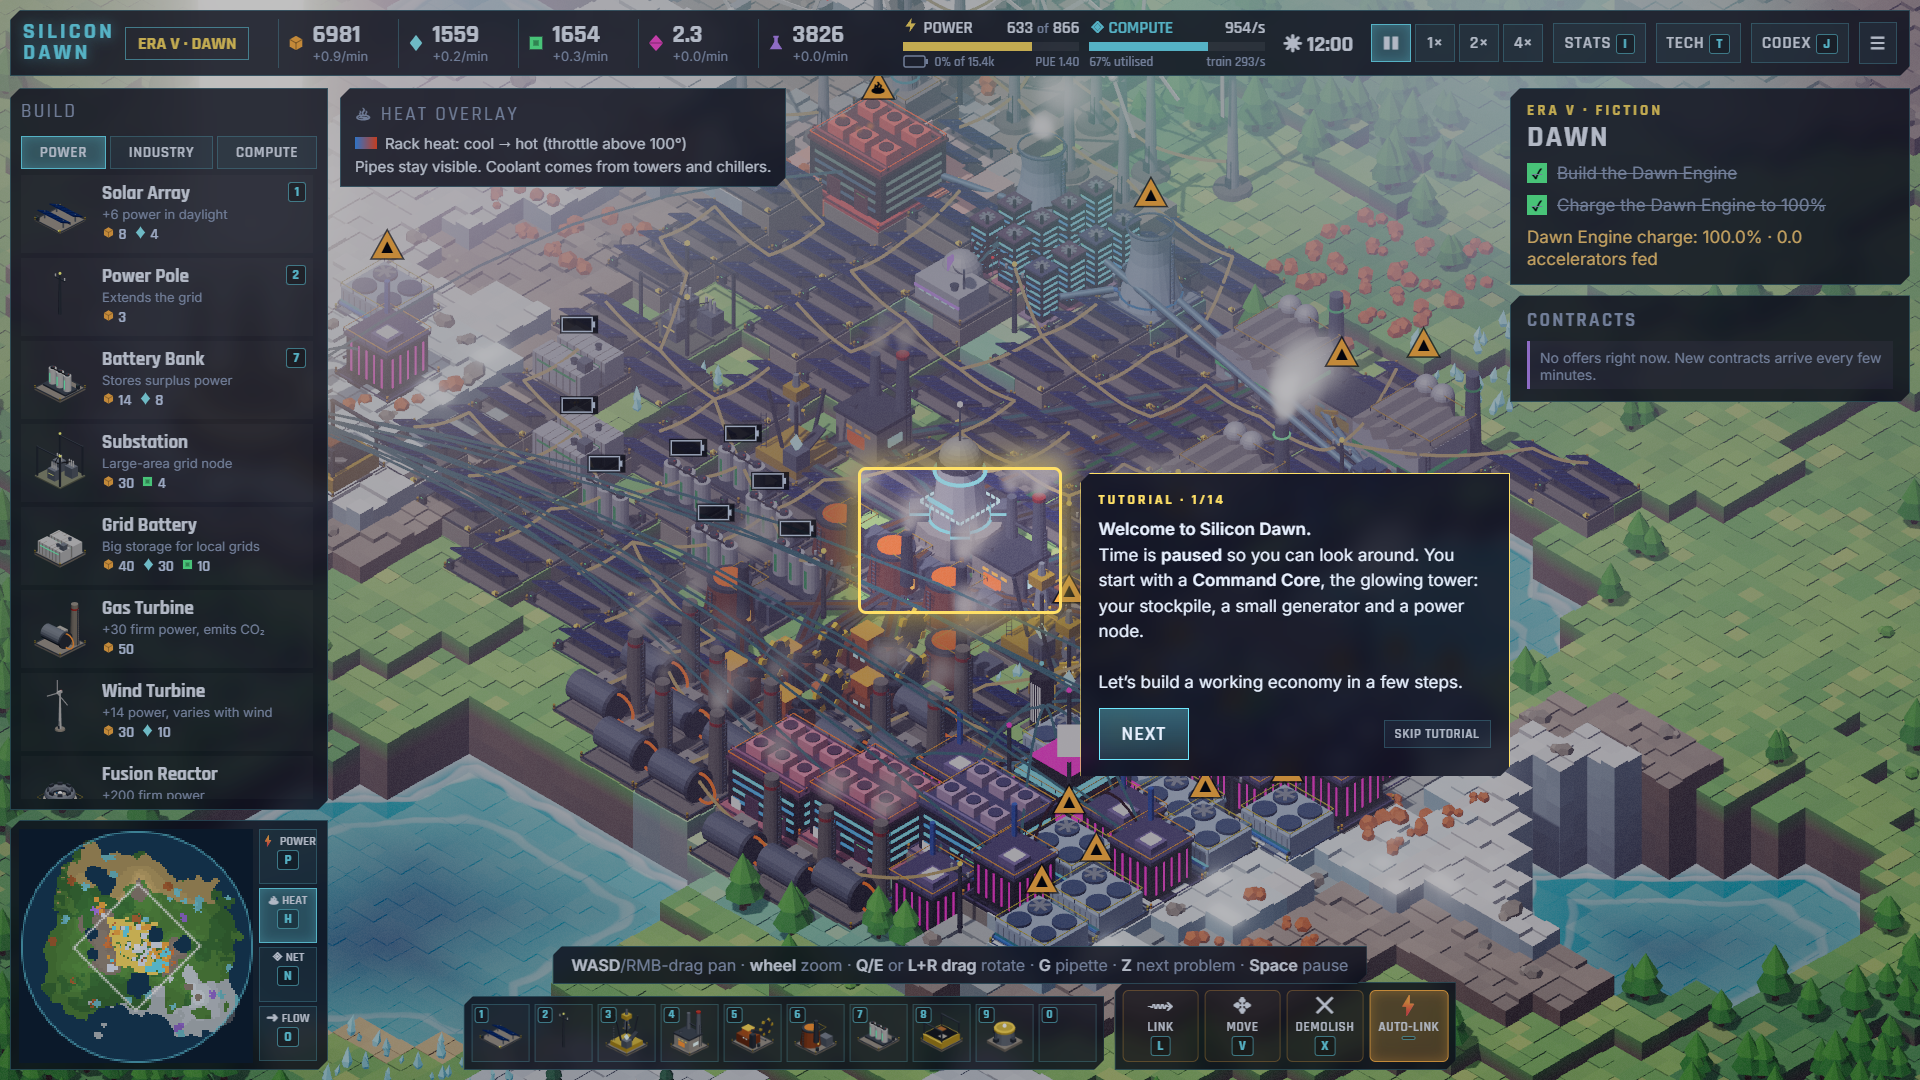 SILICON
DAWN
ERA V · DAWN
6981
+0.9/min
1559
+0.2/min
1654
+0.3/min
2.3
+0.0/min
3826
+0.0/min
POWER 633 of 866
0% of 15.4k PUE 1.40
COMPUTE 954/s
67% utilised train 293/s
12:00
1×
2×
4×
STATS I
TECH T
CODEX J
BUILD
POWER
INDUSTRY
COMPUTE
Solar Array 1
+6 power in daylight
8 4
Power Pole 2
Extends the grid
3
Battery Bank 7
Stores surplus power
14 8
Substation
Large-area grid node
30 4
Grid Battery
Big storage for local grids
40 30 10
Gas Turbine
+30 firm power, emits CO₂
50
Wind Turbine
+14 power, varies with wind
30 10
Fusion Reactor
+200 firm power
HEAT OVERLAY
Rack heat: cool → hot (throttle above 100°)
Pipes stay visible. Coolant comes from towers and chillers.
ERA V · FICTION
DAWN
Build the Dawn Engine
Charge the Dawn Engine to 100%
Dawn Engine charge: 100.0% · 0.0
accelerators fed
CONTRACTS
No offers right now. New contracts arrive every few
minutes.
TUTORIAL · 1/14
Welcome to Silicon Dawn.
Time is paused so you can look around. You
start with a Command Core, the glowing tower:
your stockpile, a small generator and a power
node.
Let's build a working economy in a few steps.
NEXT
SKIP TUTORIAL
POWER
P
HEAT
H
NET
N
FLOW
O
WASD/RMB-drag pan · wheel zoom · Q/E or L+R drag rotate · G pipette · Z next problem · Space pause
1
2
3
4
5
6
7
8
9
0
LINK
L
MOVE
V
DEMOLISH
X
AUTO-LINK